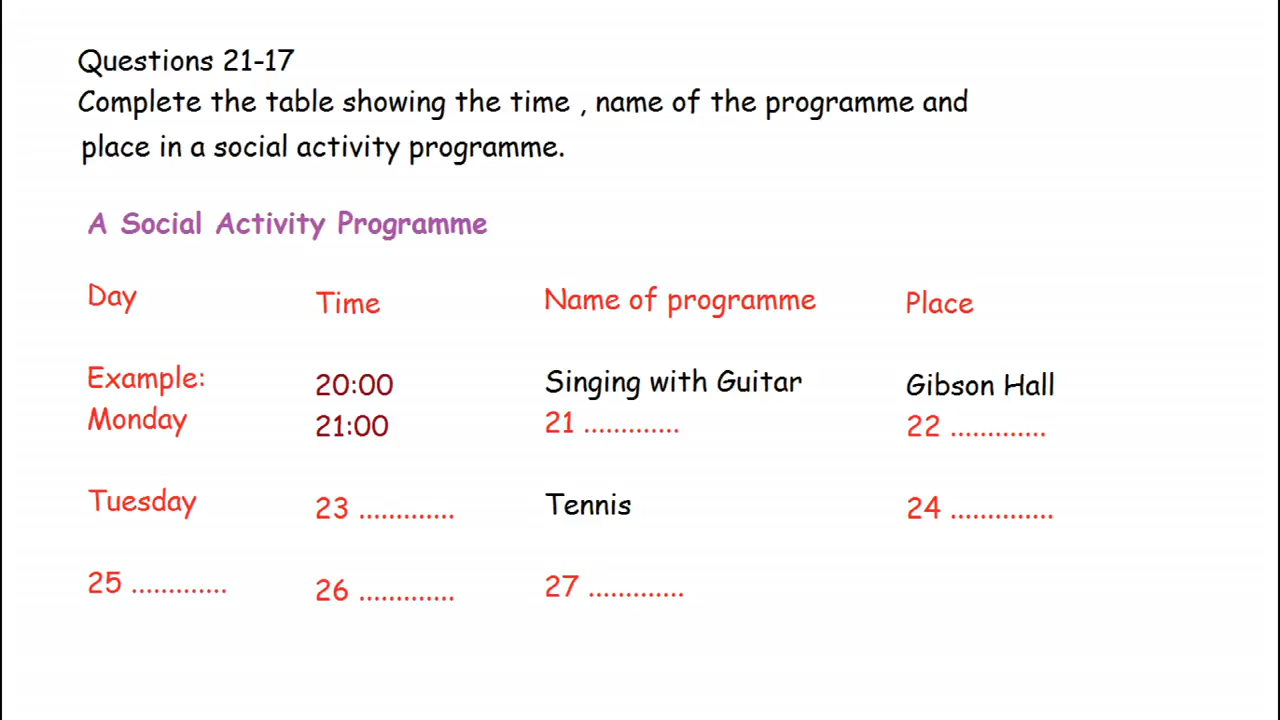 Questions 21-17
Complete the table showing the time , name of the programme and
place in a social activity programme.
A Social Activity Programme
Day Time Name of programme Place
Example: 20:00 Singing with Guitar Gibson Hall
Monday 21:00 21 ............. 22 .............
Tuesday 23 ............. Tennis 24 ..............
25 ............. 26 ............. 27 .............